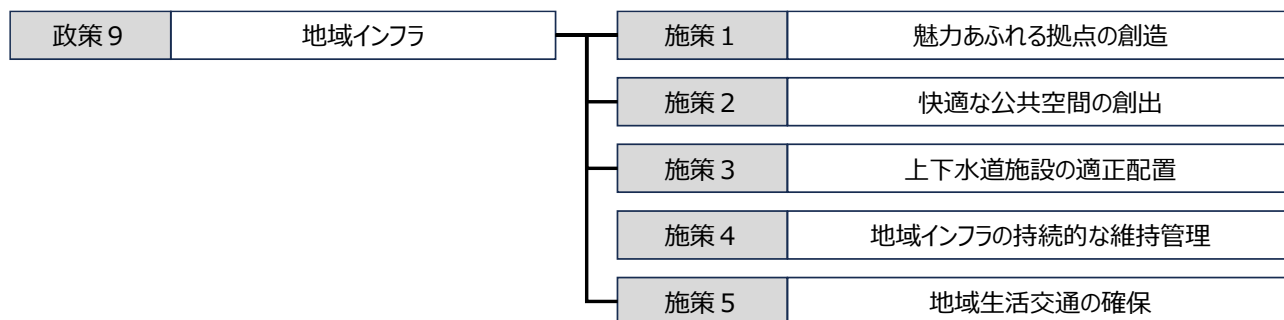 政策９ 地域インフラ 施策１ 魅力あふれる拠点の創造
施策２ 快適な公共空間の創出
施策３ 上下水道施設の適正配置
施策４ 地域インフラの持続的な維持管理
施策５ 地域生活交通の確保